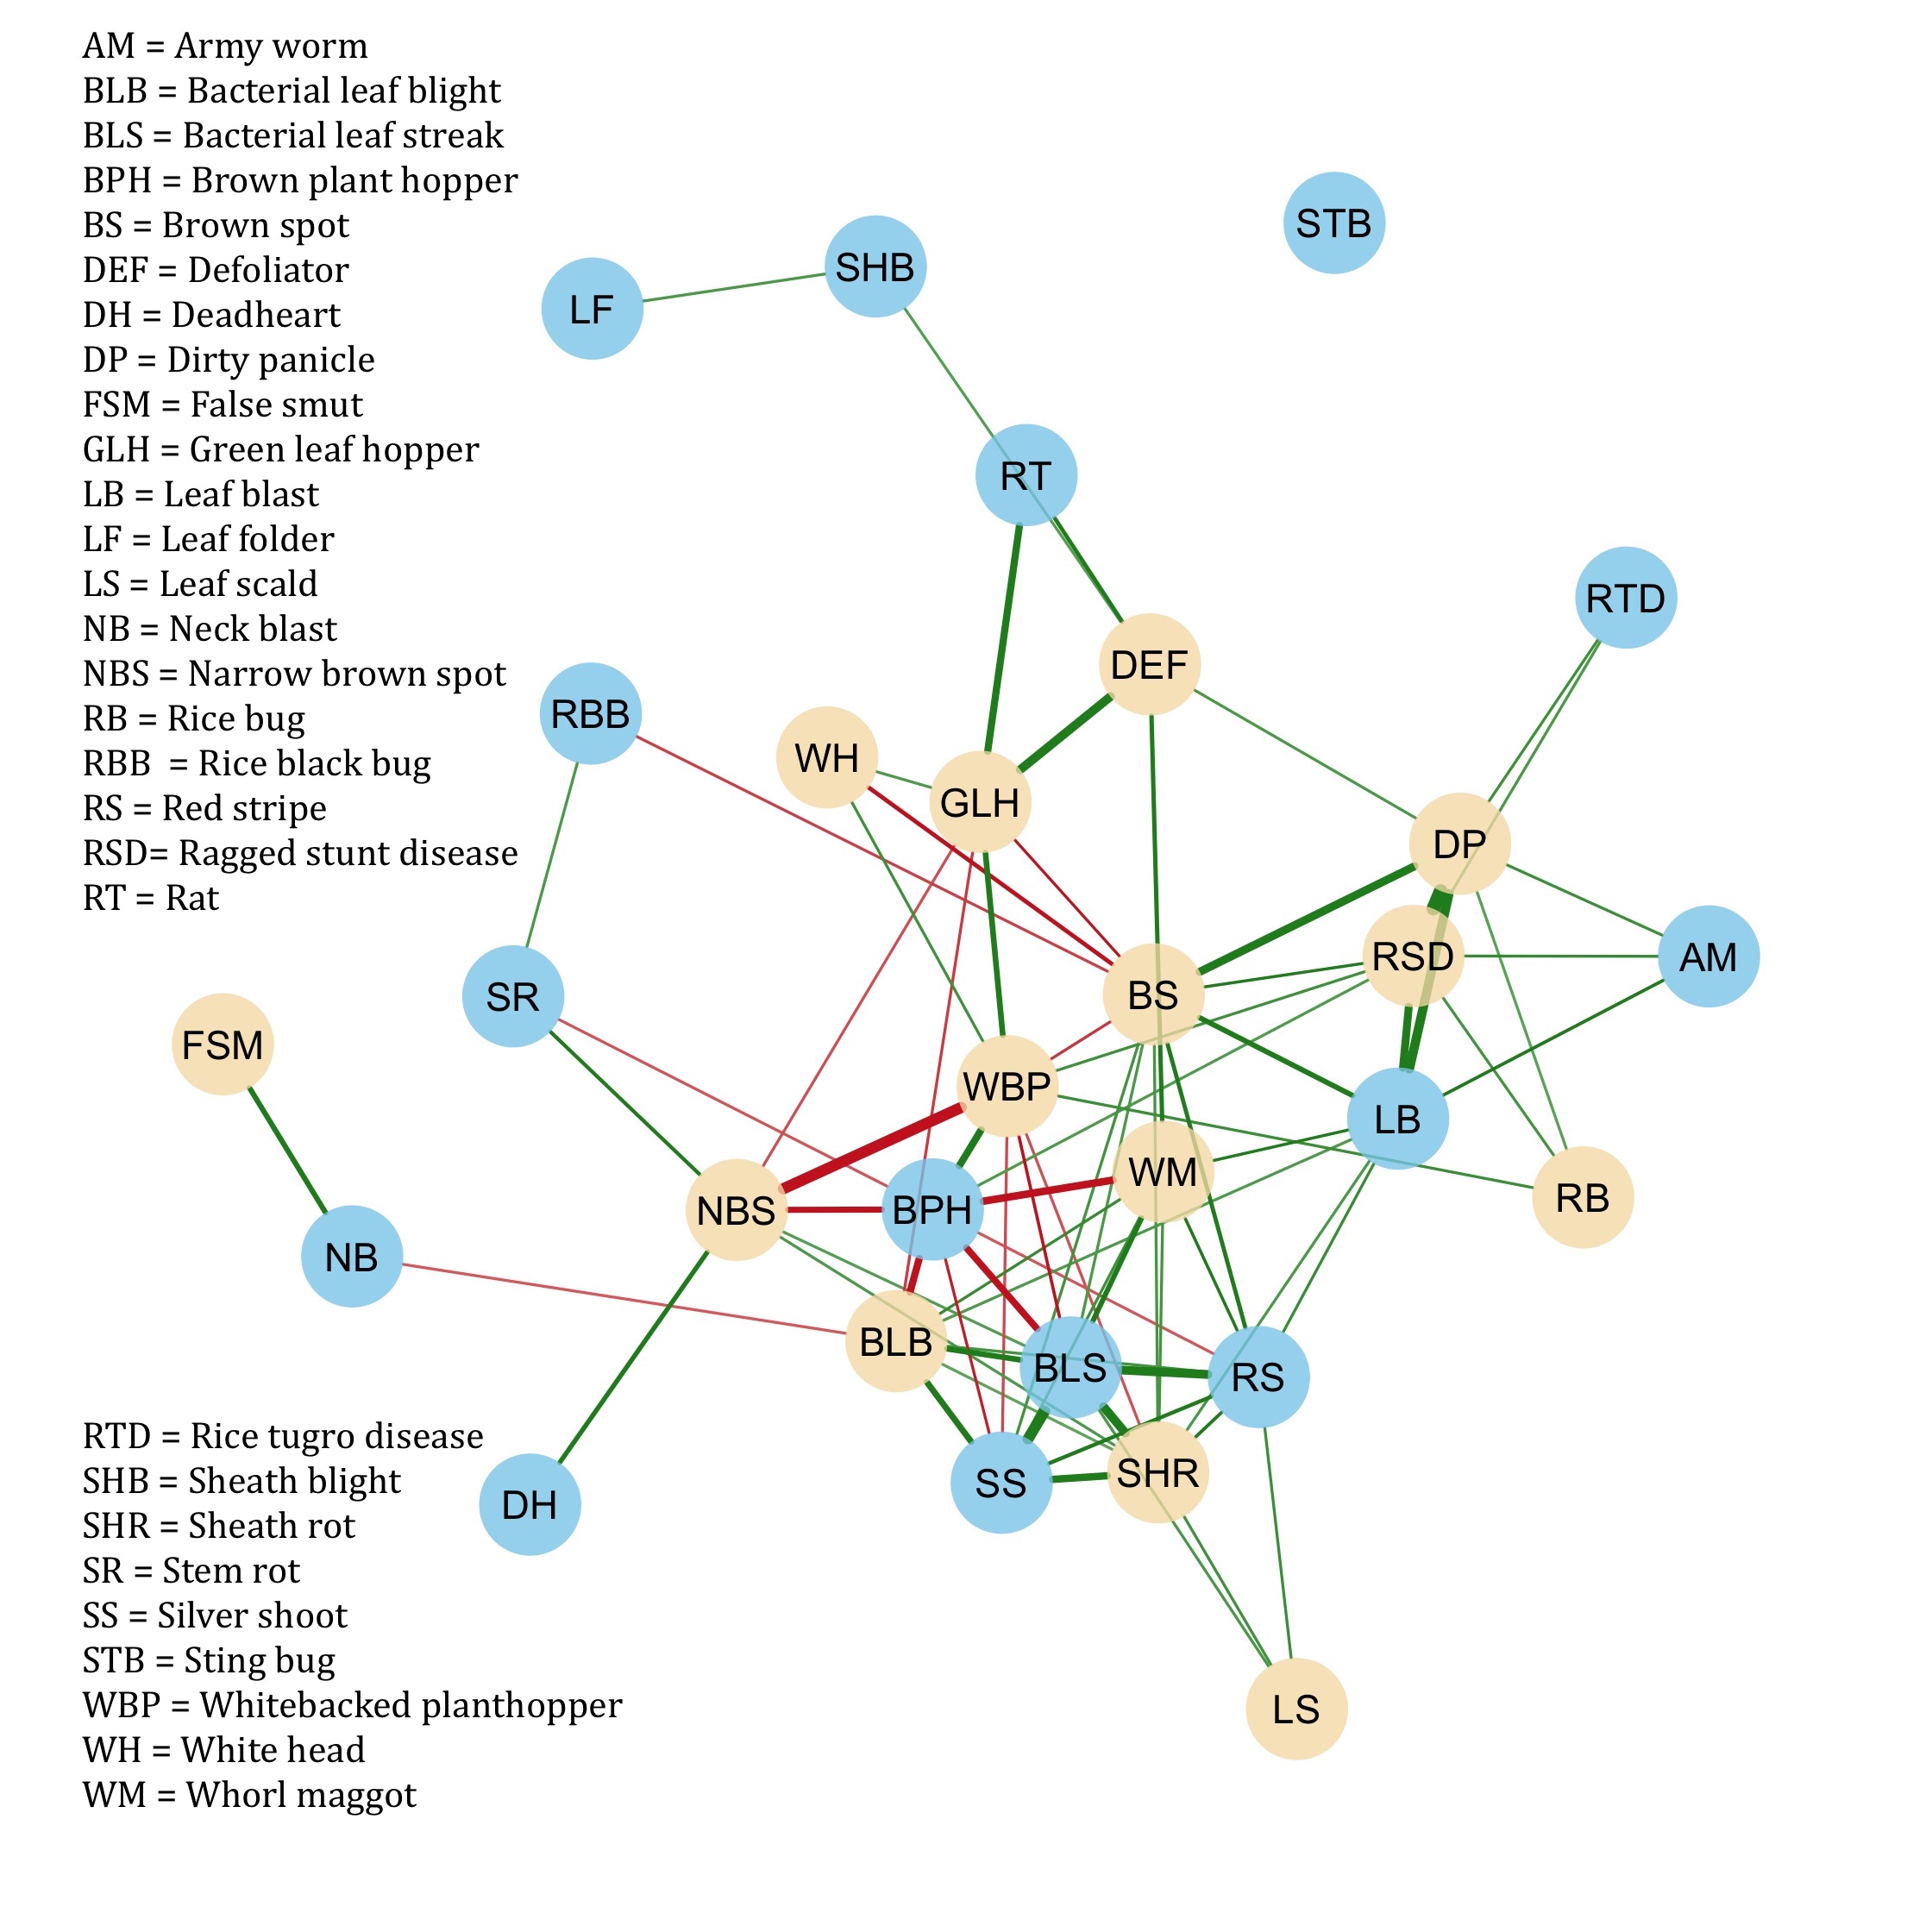 AM = Army worm
BLB = Bacterial leaf blight
BLS = Bacterial leaf streak
BPH = Brown plant hopper
BS = Brown spot
DEF = Defoliator
DH = Deadheart
DP = Dirty panicle
FSM = False smut
GLH = Green leaf hopper
LB = Leaf blast
LF = Leaf folder
LS = Leaf scald
NB = Neck blast
NBS = Narrow brown spot
RB = Rice bug
RBB  = Rice black bug
RS = Red stripe
RSD= Ragged stunt disease
RT = Rat
STB
SHB
LF
RT
RTD
DEF
RBB
WH
GLH
DP
RSD
AM
SR
BS
FSM
WBP
LB
WM
RB
NBS
BPH
NB
BLB
BLS
RS
SHR
SS
DH
LS
RTD = Rice tugro disease
SHB = Sheath blight
SHR = Sheath rot
SR = Stem rot
SS = Silver shoot
STB = Sting bug
WBP = Whitebacked planthopper
WH = White head
WM = Whorl maggot